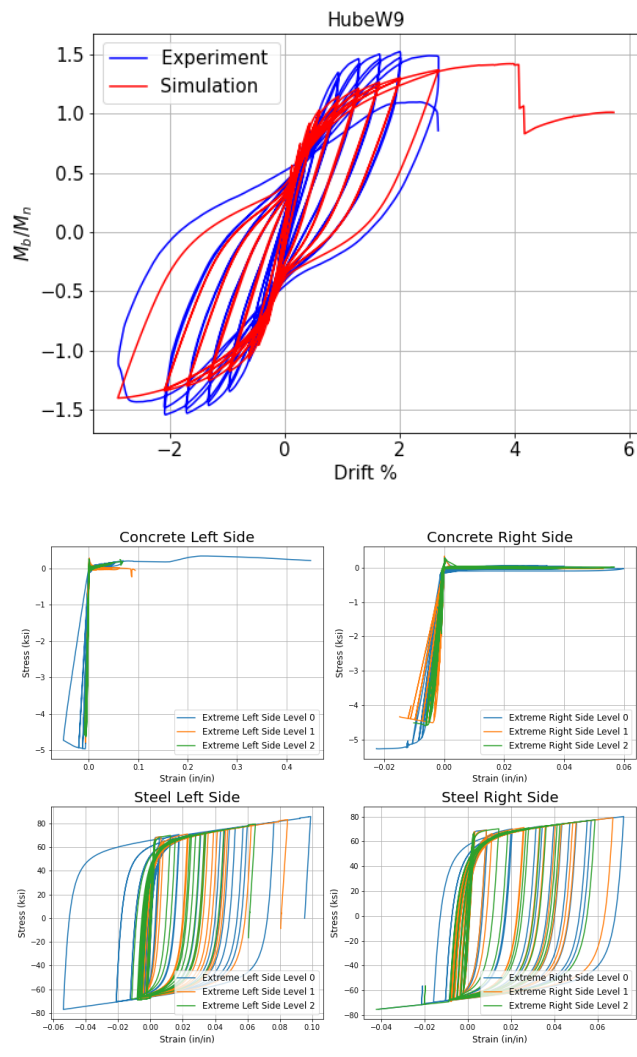 HubeW9
Experiment
Simulation
1.5
1.0
0.5
0.0
−0.5
−1.0
−1.5
M_b/M_n
−2 0 2 4 6
Drift %
Concrete Left Side
0
−1
−2
−3
−4
−5
Stress (ksi)
Extreme Left Side Level 0
Extreme Left Side Level 1
Extreme Left Side Level 2
0.0 0.1 0.2 0.3 0.4
Strain (in/in)
Concrete Right Side
0
−1
−2
−3
−4
−5
Stress (ksi)
Extreme Right Side Level 0
Extreme Right Side Level 1
Extreme Right Side Level 2
−0.02 0.00 0.02 0.04 0.06
Strain (in/in)
Steel Left Side
80
60
40
20
0
−20
−40
−60
−80
Stress (ksi)
Extreme Left Side Level 0
Extreme Left Side Level 1
Extreme Left Side Level 2
−0.06 −0.04 −0.02 0.00 0.02 0.04 0.06 0.08 0.10
Strain (in/in)
Steel Right Side
80
60
40
20
0
−20
−40
−60
−80
Stress (ksi)
Extreme Right Side Level 0
Extreme Right Side Level 1
Extreme Right Side Level 2
−0.04 −0.02 0.00 0.02 0.04 0.06
Strain (in/in)